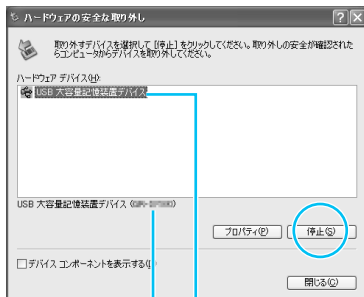 ハードウェアの安全な取り外し
取り外すデバイスを選択して [停止] をクリックしてください。取り外しの安全が確認された
らコンピュータからデバイスを取り外してください。
ハードウェア デバイス(H):
USB 大容量記憶装置デバイス
USB 大容量記憶装置デバイス
プロパティ(P)
停止(S)
デバイス コンポーネントを表示する(
閉じる(C)